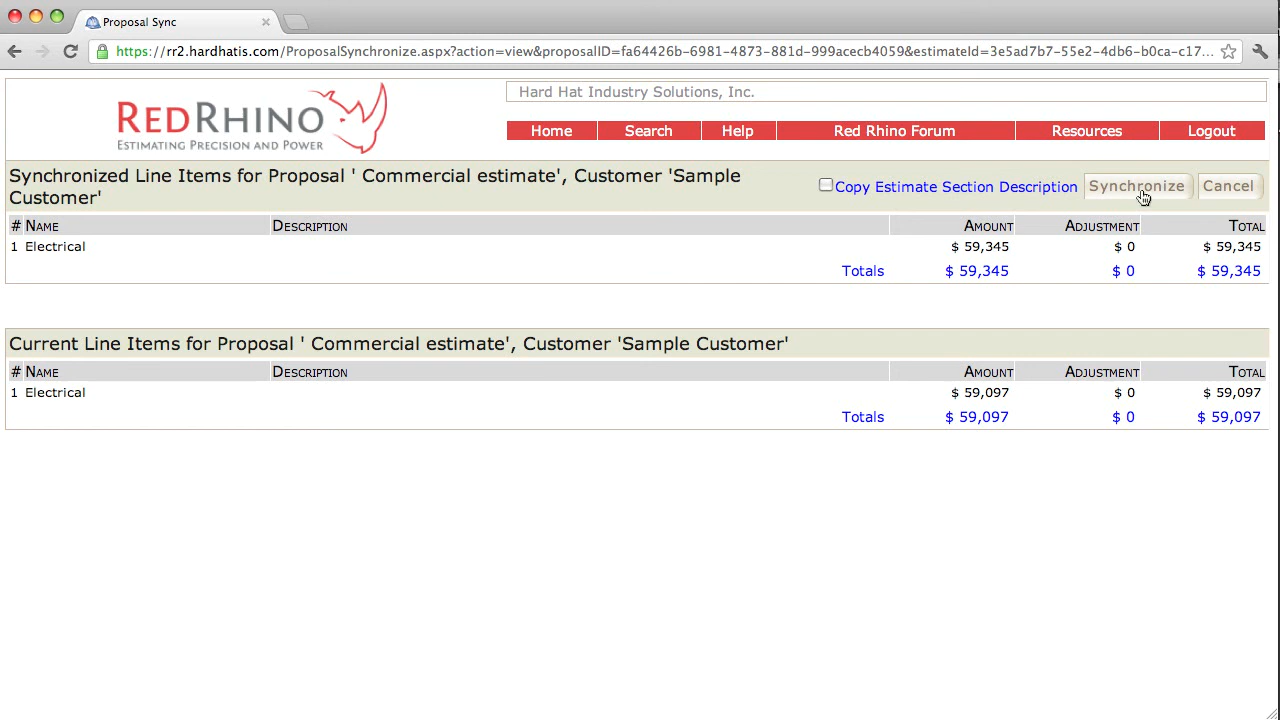 Proposal Sync
https://rr2.hardhatis.com/ProposalSynchronize.aspx?action=view&proposalID=fa64426b-6981-4873-881d-999acecb4059&estimateId=3e5ad7b7-55e2-4db6-b0ca-c17...
REDRHINO
ESTIMATING PRECISION AND POWER
Hard Hat Industry Solutions, Inc.
Home Search Help Red Rhino Forum Resources Logout
Synchronized Line Items for Proposal ' Commercial estimate', Customer 'Sample
Customer'
Copy Estimate Section Description Synchronize Cancel
# NAME DESCRIPTION AMOUNT ADJUSTMENT TOTAL
1 Electrical $ 59,345 $ 0 $ 59,345
Totals $ 59,345 $ 0 $ 59,345
Current Line Items for Proposal ' Commercial estimate', Customer 'Sample Customer'
# NAME DESCRIPTION AMOUNT ADJUSTMENT TOTAL
1 Electrical $ 59,097 $ 0 $ 59,097
Totals $ 59,097 $ 0 $ 59,097